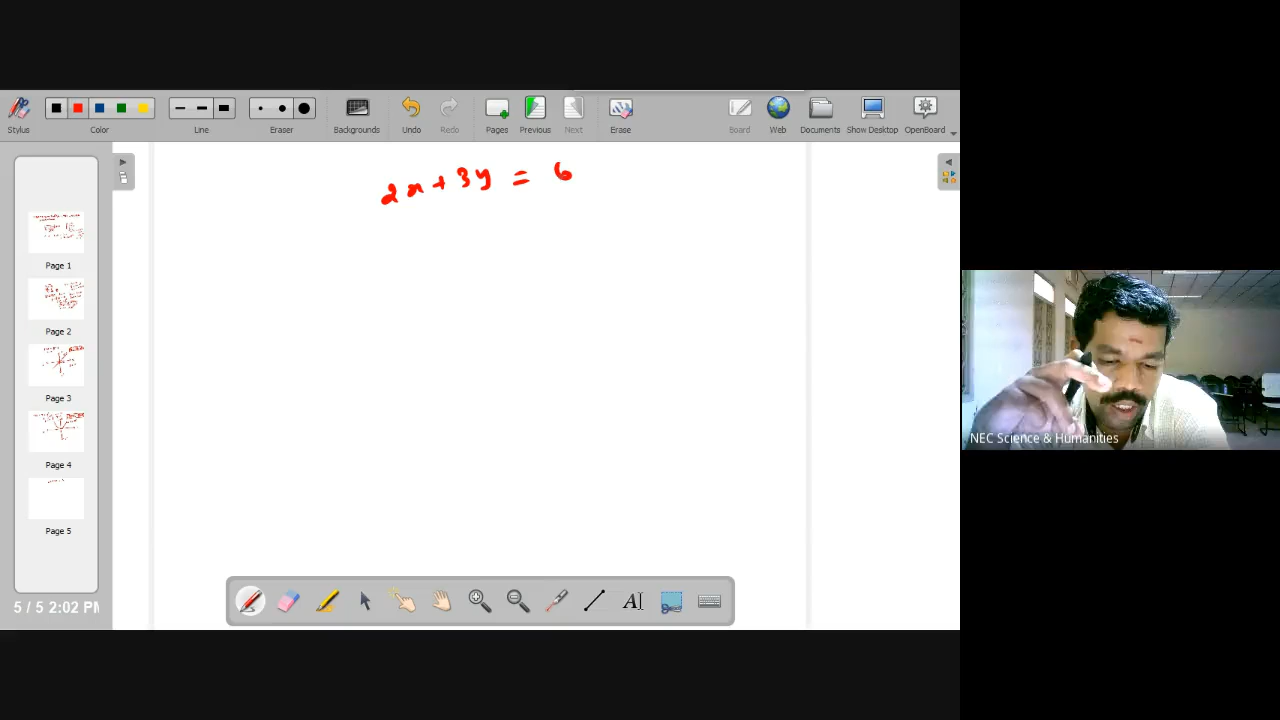 Stylus
Color
Line
Eraser
Backgrounds
Undo
Redo
Pages
Previous
Next
Erase
Board
Web
Documents
Show Desktop
OpenBoard
2x + 3y = 6
Page 1
Page 2
Page 3
Page 4
Page 5
5 / 5 2:02 PM
A
NEC Science & Humanities